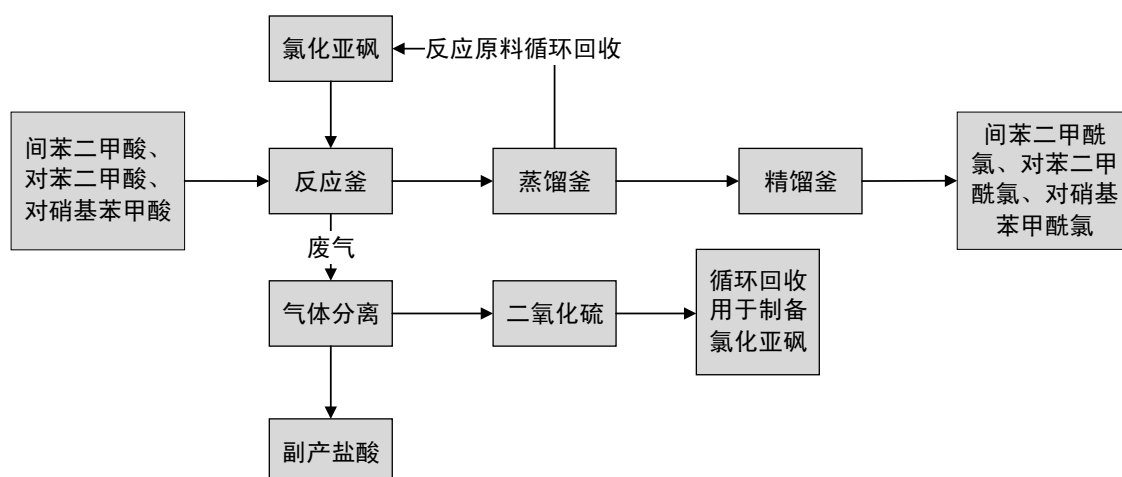 氯化亚砜
反应原料循环回收
间苯二甲酸、
对苯二甲酸、
对硝基苯甲酸
反应釜
蒸馏釜
精馏釜
间苯二甲酰
氯、对苯二甲
酰氯、对硝基
苯甲酰氯
废气
气体分离
二氧化硫
循环回收
用于制备
氯化亚砜
副产盐酸